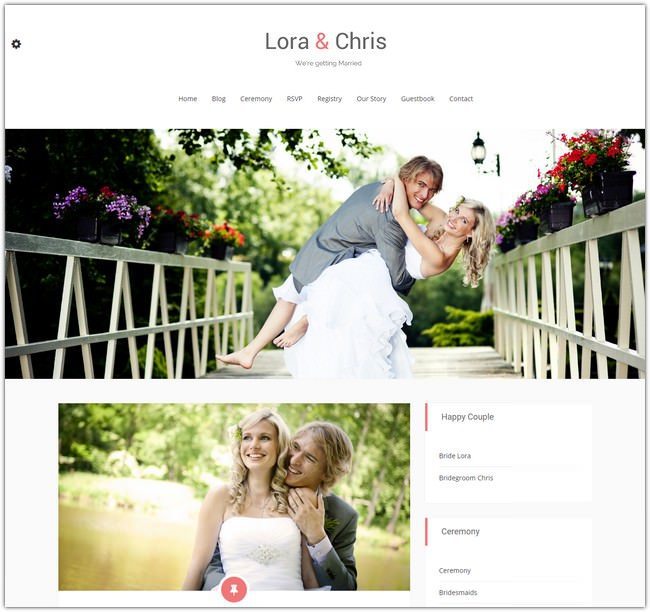 Lora & Chris
We're getting Married
Home Blog Ceremony RSVP Registry Our Story Guestbook Contact
Happy Couple
Bride Lora
Bridegroom Chris
Ceremony
Ceremony
Bridesmaids